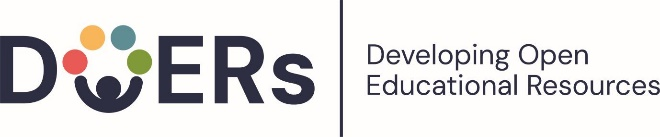 DOERs
Developing Open
Educational Resources